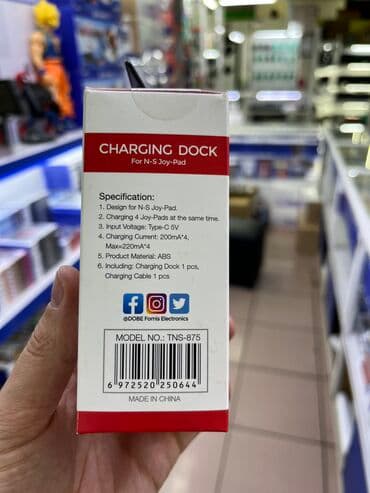 CHARGING DOCK
For N-S Joy-Pad
Specification:
1. Design for N-S Joy-Pad.
2. Charging 4 Joy-Pads at the same time.
3. Input Voltage: Type-C 5V
4. Charging Current: 200mA*4,
Max=220mA*4
5. Product Material: ABS
6. Including: Charging Dock 1 pcs,
Charging Cable 1 pcs
@DOBE Fornis Electronics
MODEL NO.: TNS-875
6 972520 250644
MADE IN CHINA